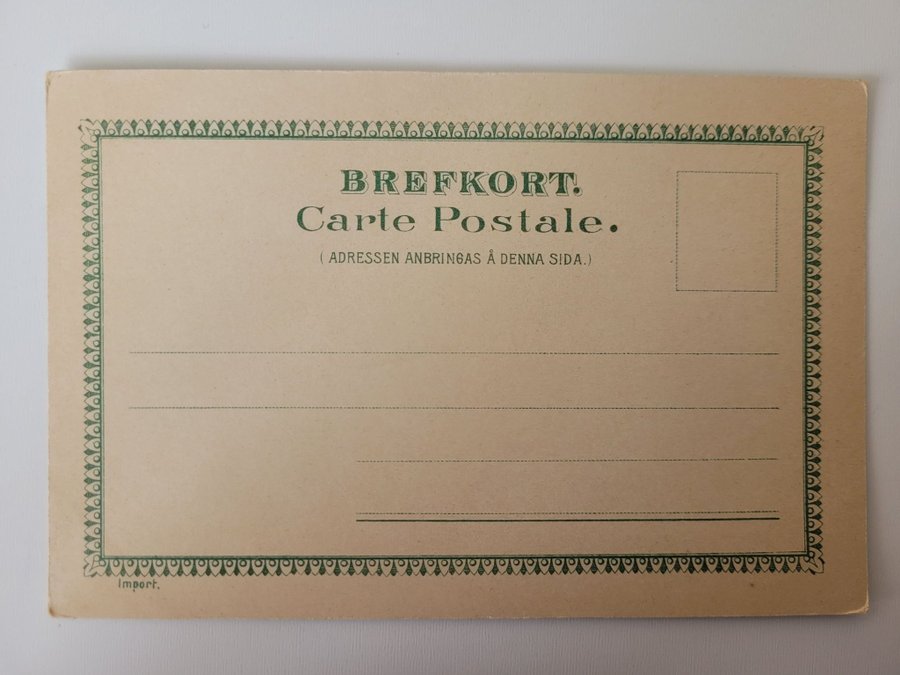 BREFKORT.
Carte Postale.
( ADRESSEN ANBRINGAS Å DENNA SIDA.)
Import.